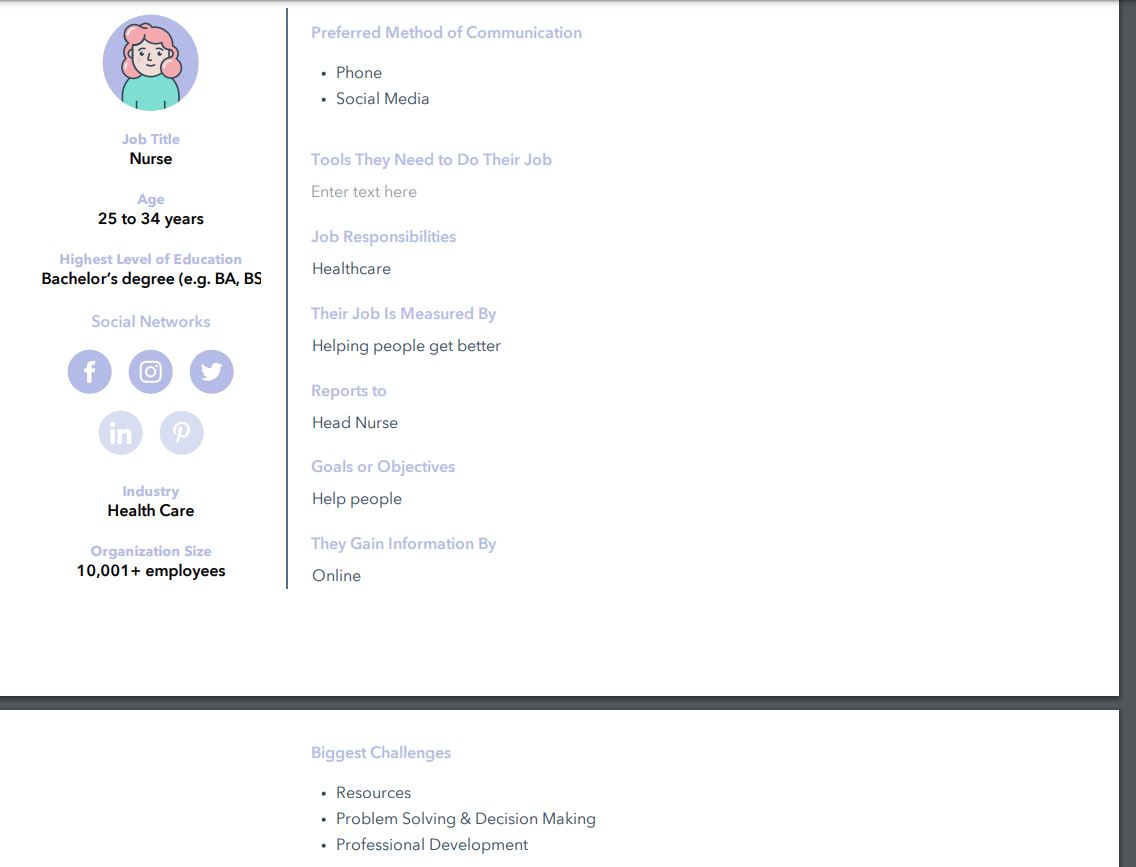 Job Title
Nurse
Age
25 to 34 years
Highest Level of Education
Bachelor’s degree (e.g. BA, BS
Social Networks
f
in
Industry
Health Care
Organization Size
10,001+ employees
Preferred Method of Communication
• Phone
• Social Media
Tools They Need to Do Their Job
Enter text here
Job Responsibilities
Healthcare
Their Job Is Measured By
Helping people get better
Reports to
Head Nurse
Goals or Objectives
Help people
They Gain Information By
Online
Biggest Challenges
• Resources
• Problem Solving & Decision Making
• Professional Development